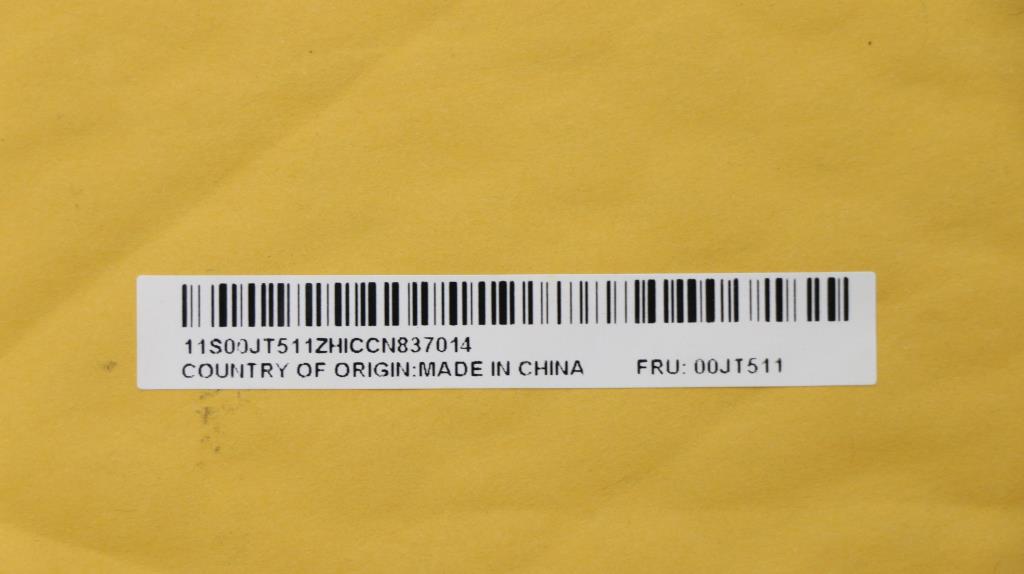 11S00JT511ZHICCN837014
COUNTRY OF ORIGIN:MADE IN CHINA FRU: 00JT511